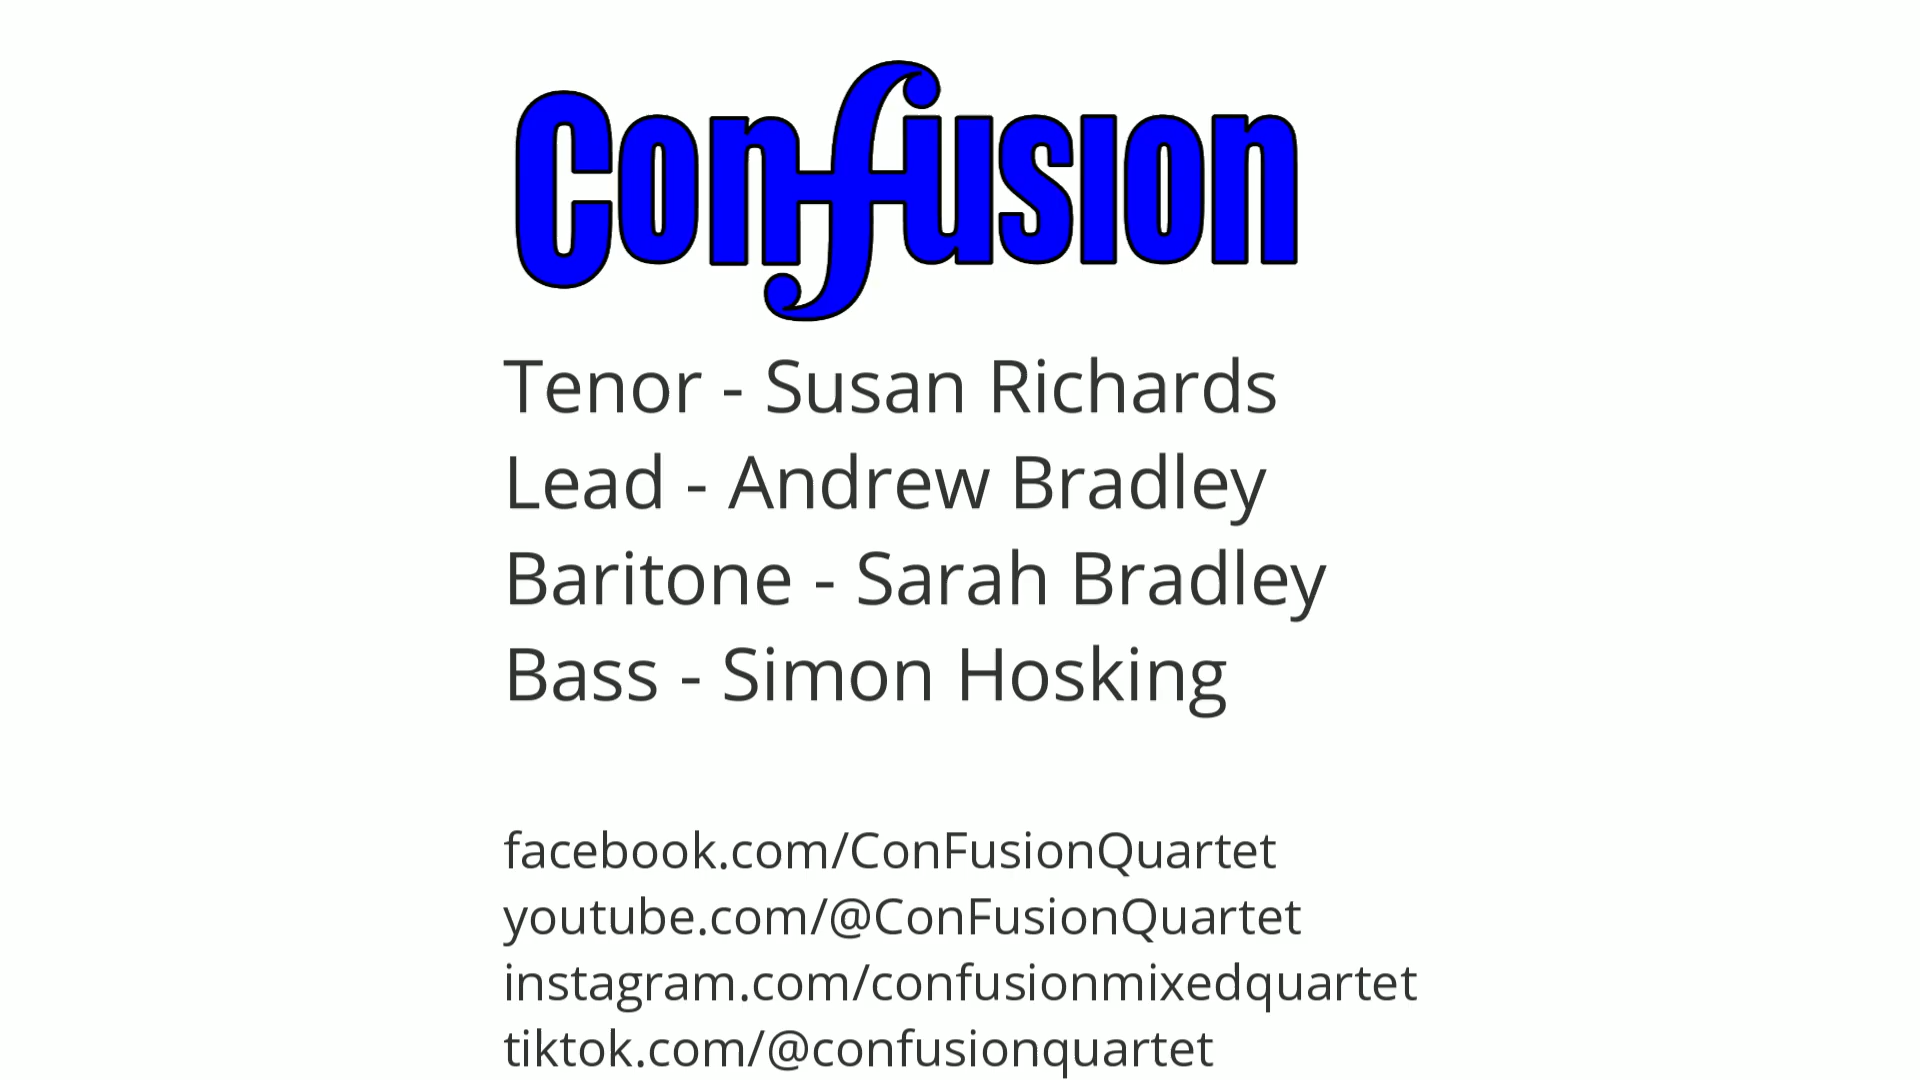 Confusion
Tenor - Susan Richards
Lead - Andrew Bradley
Baritone - Sarah Bradley
Bass - Simon Hosking
facebook.com/ConFusionQuartet
youtube.com/@ConFusionQuartet
instagram.com/confusionmixedquartet
tiktok.com/@confusionquartet